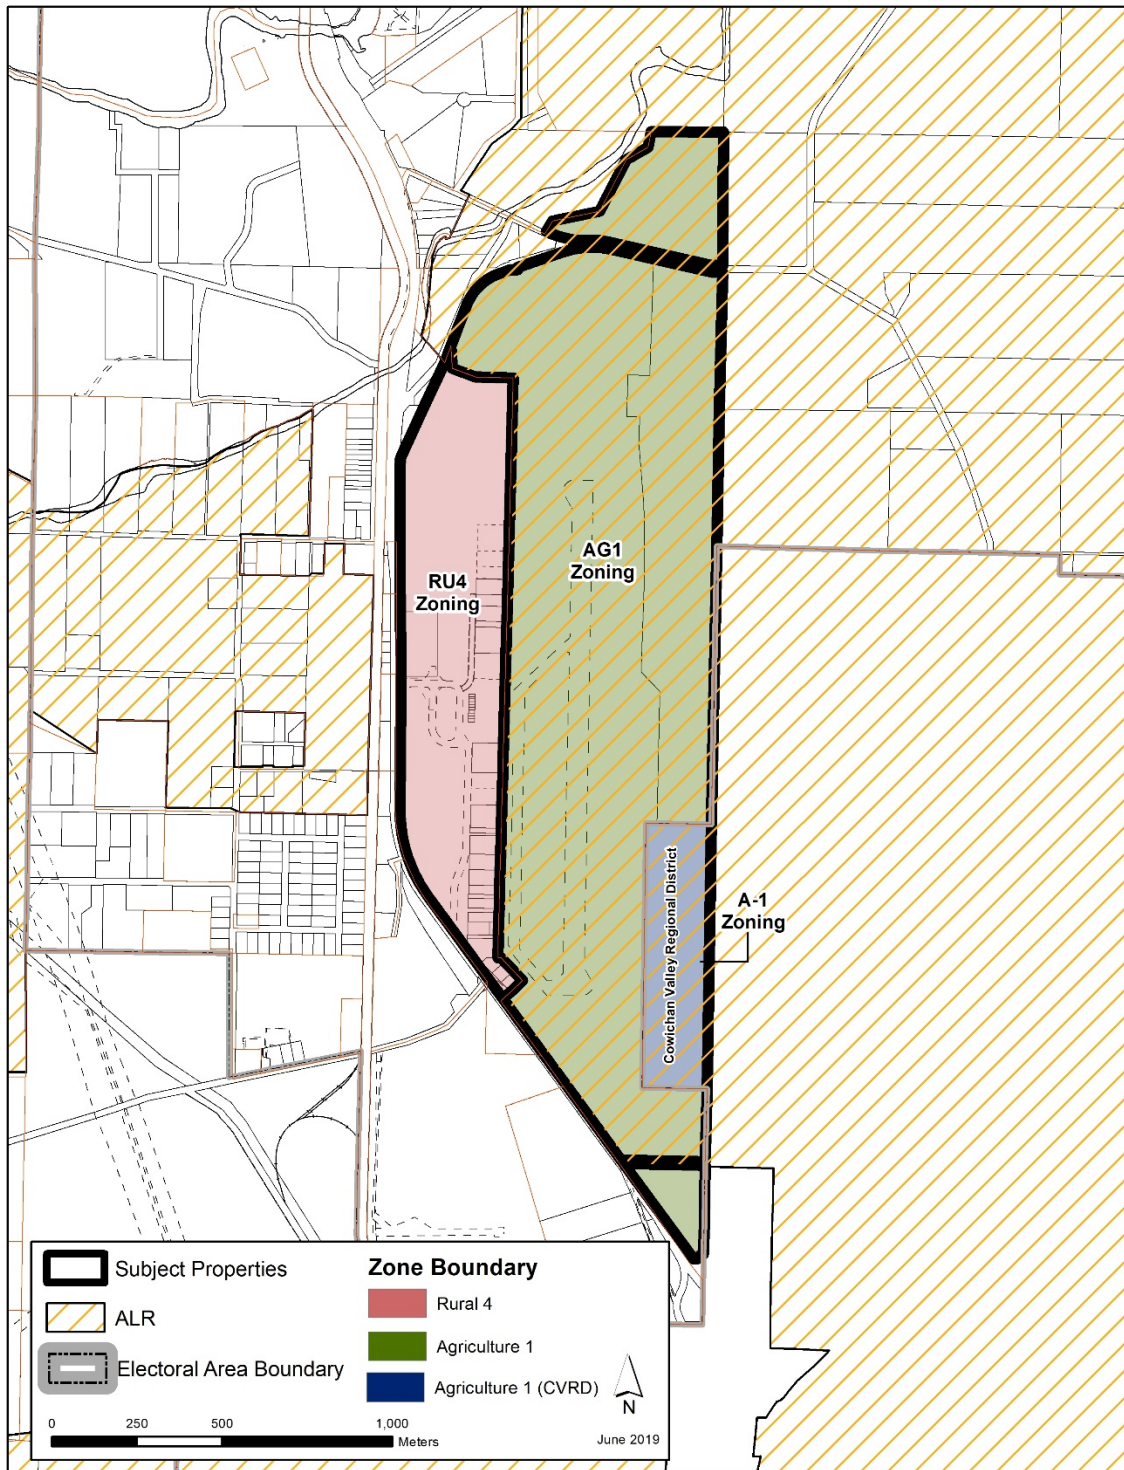 AG1
Zoning
RU4
Zoning
Cowichan Valley Regional District
A-1
Zoning
Subject Properties
ALR
Electoral Area Boundary
Zone Boundary
Rural 4
Agriculture 1
Agriculture 1 (CVRD)
N
0 250 500 1,000
Meters
June 2019